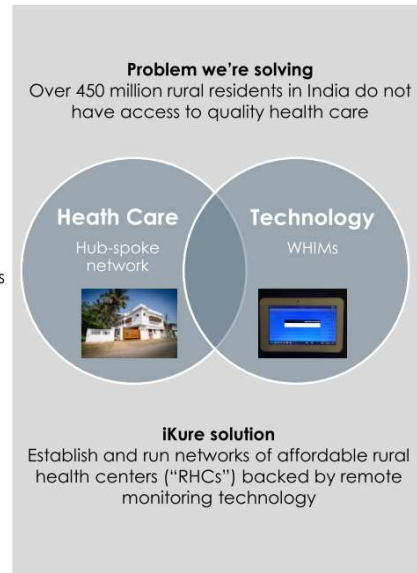 Problem we're solving
Over 450 million rural residents in India do not
have access to quality health care
Heath Care
Hub-spoke
network
Technology
WHIMs
s
iKure solution
Establish and run networks of affordable rural
health centers ("RHCs") backed by remote
monitoring technology